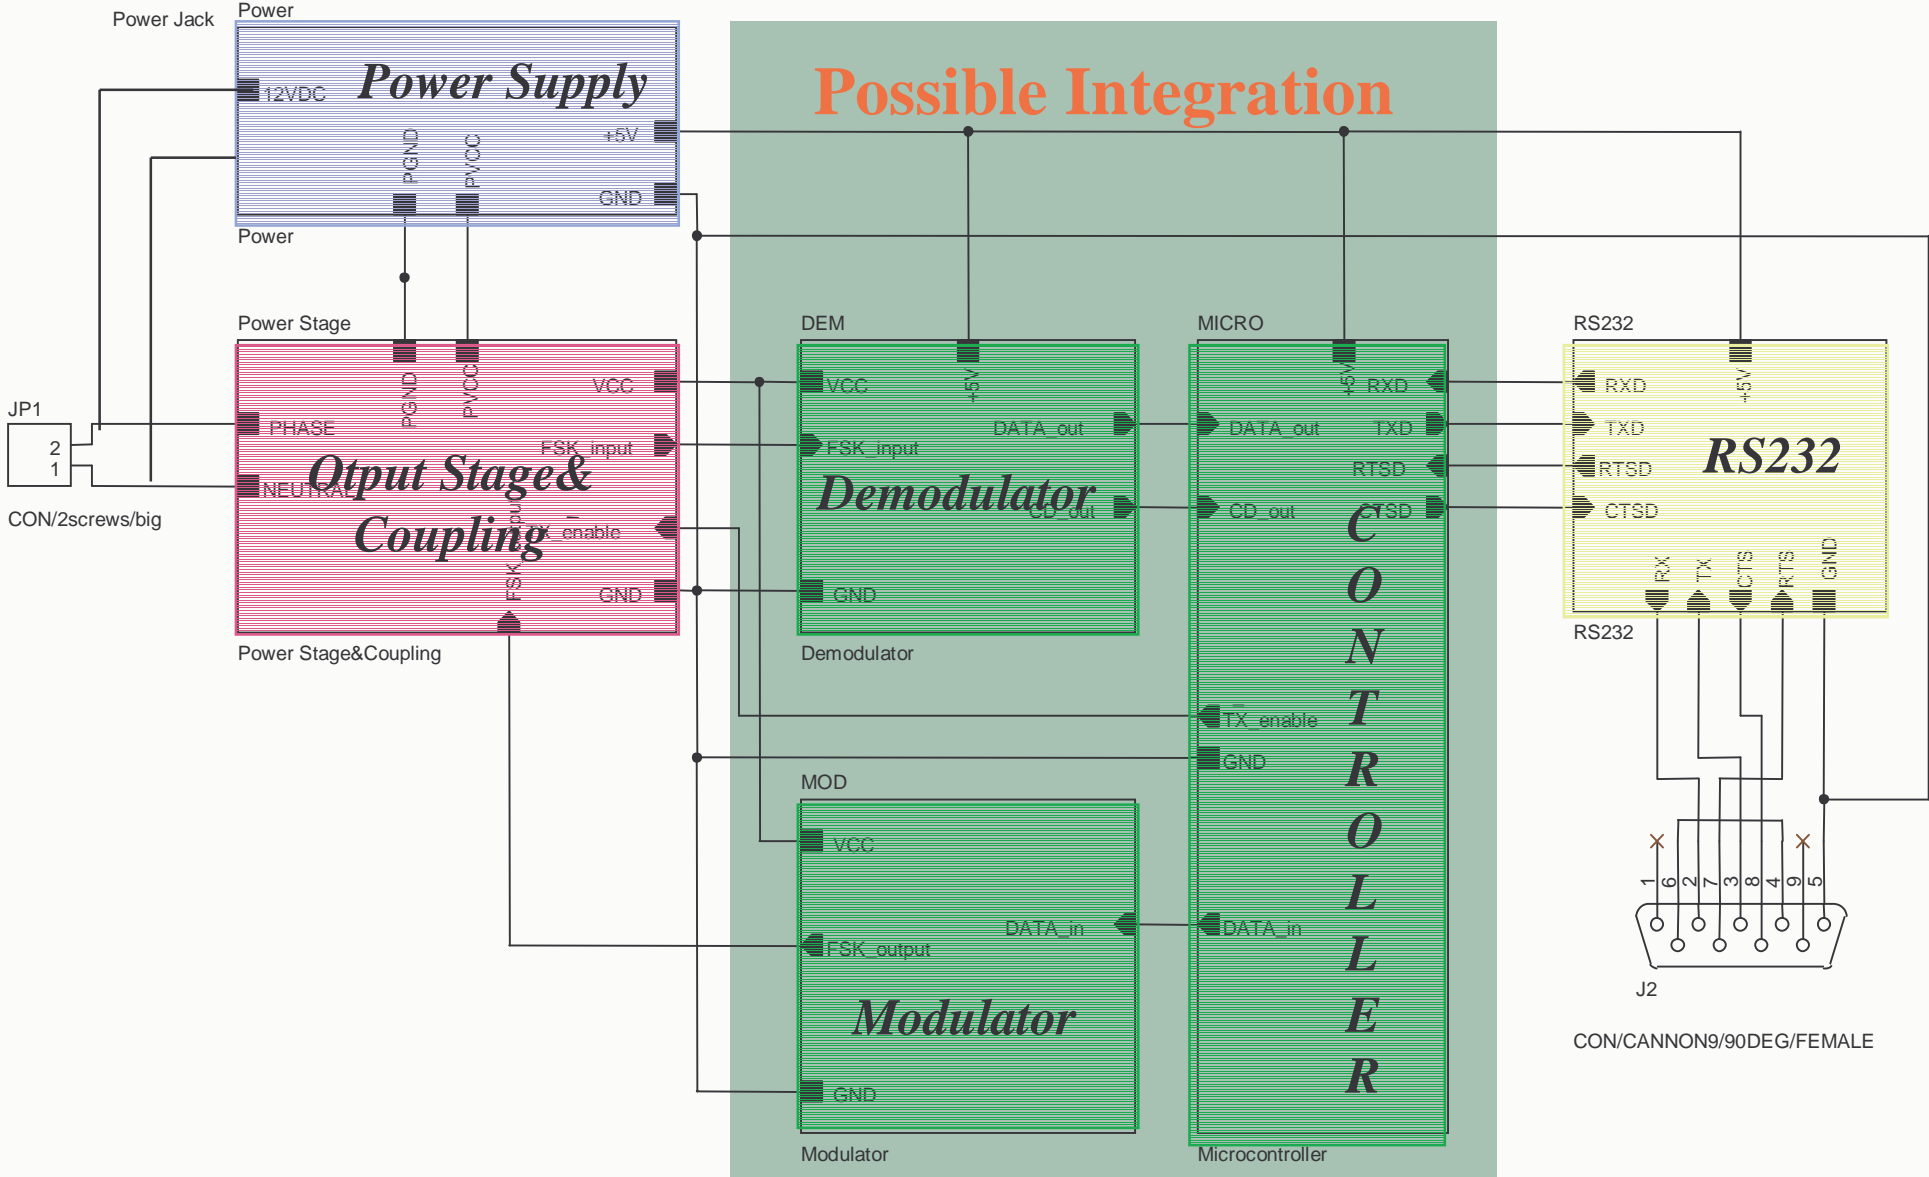 Power Jack
Power
Power Supply
12VDC
+5V
PGND
PVCC
GND
Power
Possible Integration
Power Stage
PGND
PVCC
VCC
PHASE
FSK_input
NEUTRAL
Otput Stage&
Coupling
TX_enable
GND
Power Stage&Coupling
JP1
2
1
CON/2screws/big
DEM
VCC
+5V
DATA_out
FSK_input
Demodulator
CD_out
GND
Demodulator
MICRO
+5V
RXD
DATA_out
TXD
RTSD
CD_out
CTSD
CONTROLLER
TX_enable
GND
DATA_in
Microcontroller
MOD
VCC
DATA_in
FSK_output
Modulator
GND
Modulator
RS232
+5V
RXD
TXD
RTSD
CTSD
RS232
RX
TX
CTS
RTS
GND
RS232
1
6
2
7
3
8
4
9
5
J2
CON/CANNON9/90DEG/FEMALE